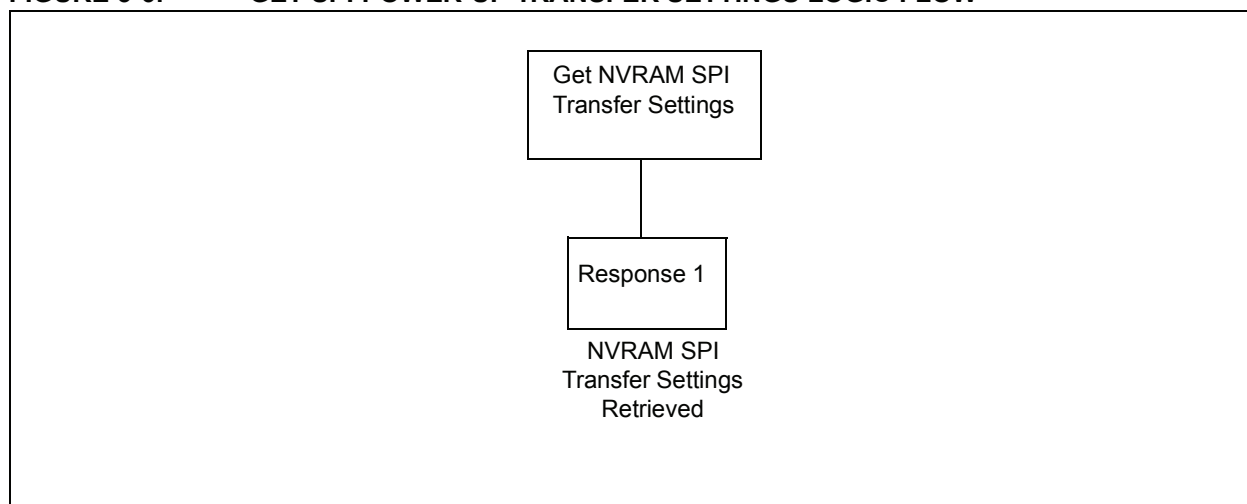 Get NVRAM SPI
Transfer Settings
Response 1
NVRAM SPI
Transfer Settings
Retrieved